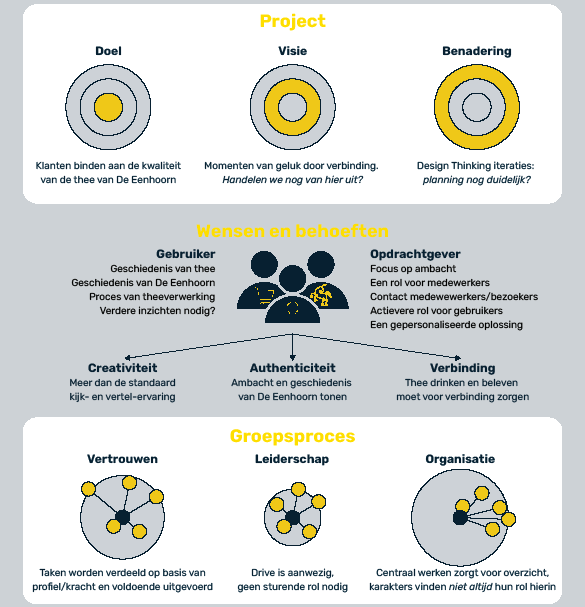 Project
Doel
Visie
Benadering
Klanten binden aan de kwaliteit
van de thee van De Eenhoorn
Momenten van geluk door verbinding.
Handelen we nog van hier uit?
Design Thinking iteraties:
planning nog duidelijk?
Wensen en behoeften
Gebruiker
Geschiedenis van thee
Geschiedenis van De Eenhoorn
Proces van theeverwerking
Verdere inzichten nodig?
Opdrachtgever
Focus op ambacht
Een rol voor medewerkers
Contact medewewerkers/bezoekers
Actievere rol voor gebruikers
Een gepersonaliseerde oplossing
Creativiteit
Meer dan de standaard
kijk- en vertel-ervaring
Authenticiteit
Ambacht en geschiedenis
van De Eenhoorn tonen
Verbinding
Thee drinken en beleven
moet voor verbinding zorgen
Groepsproces
Vertrouwen
Leiderschap
Organisatie
Taken worden verdeeld op basis van
profiel/kracht en voldoende uitgevoerd
Drive is aanwezig,
geen sturende rol nodig
Centraal werken zorgt voor overzicht,
karakters vinden niet altijd hun rol hierin